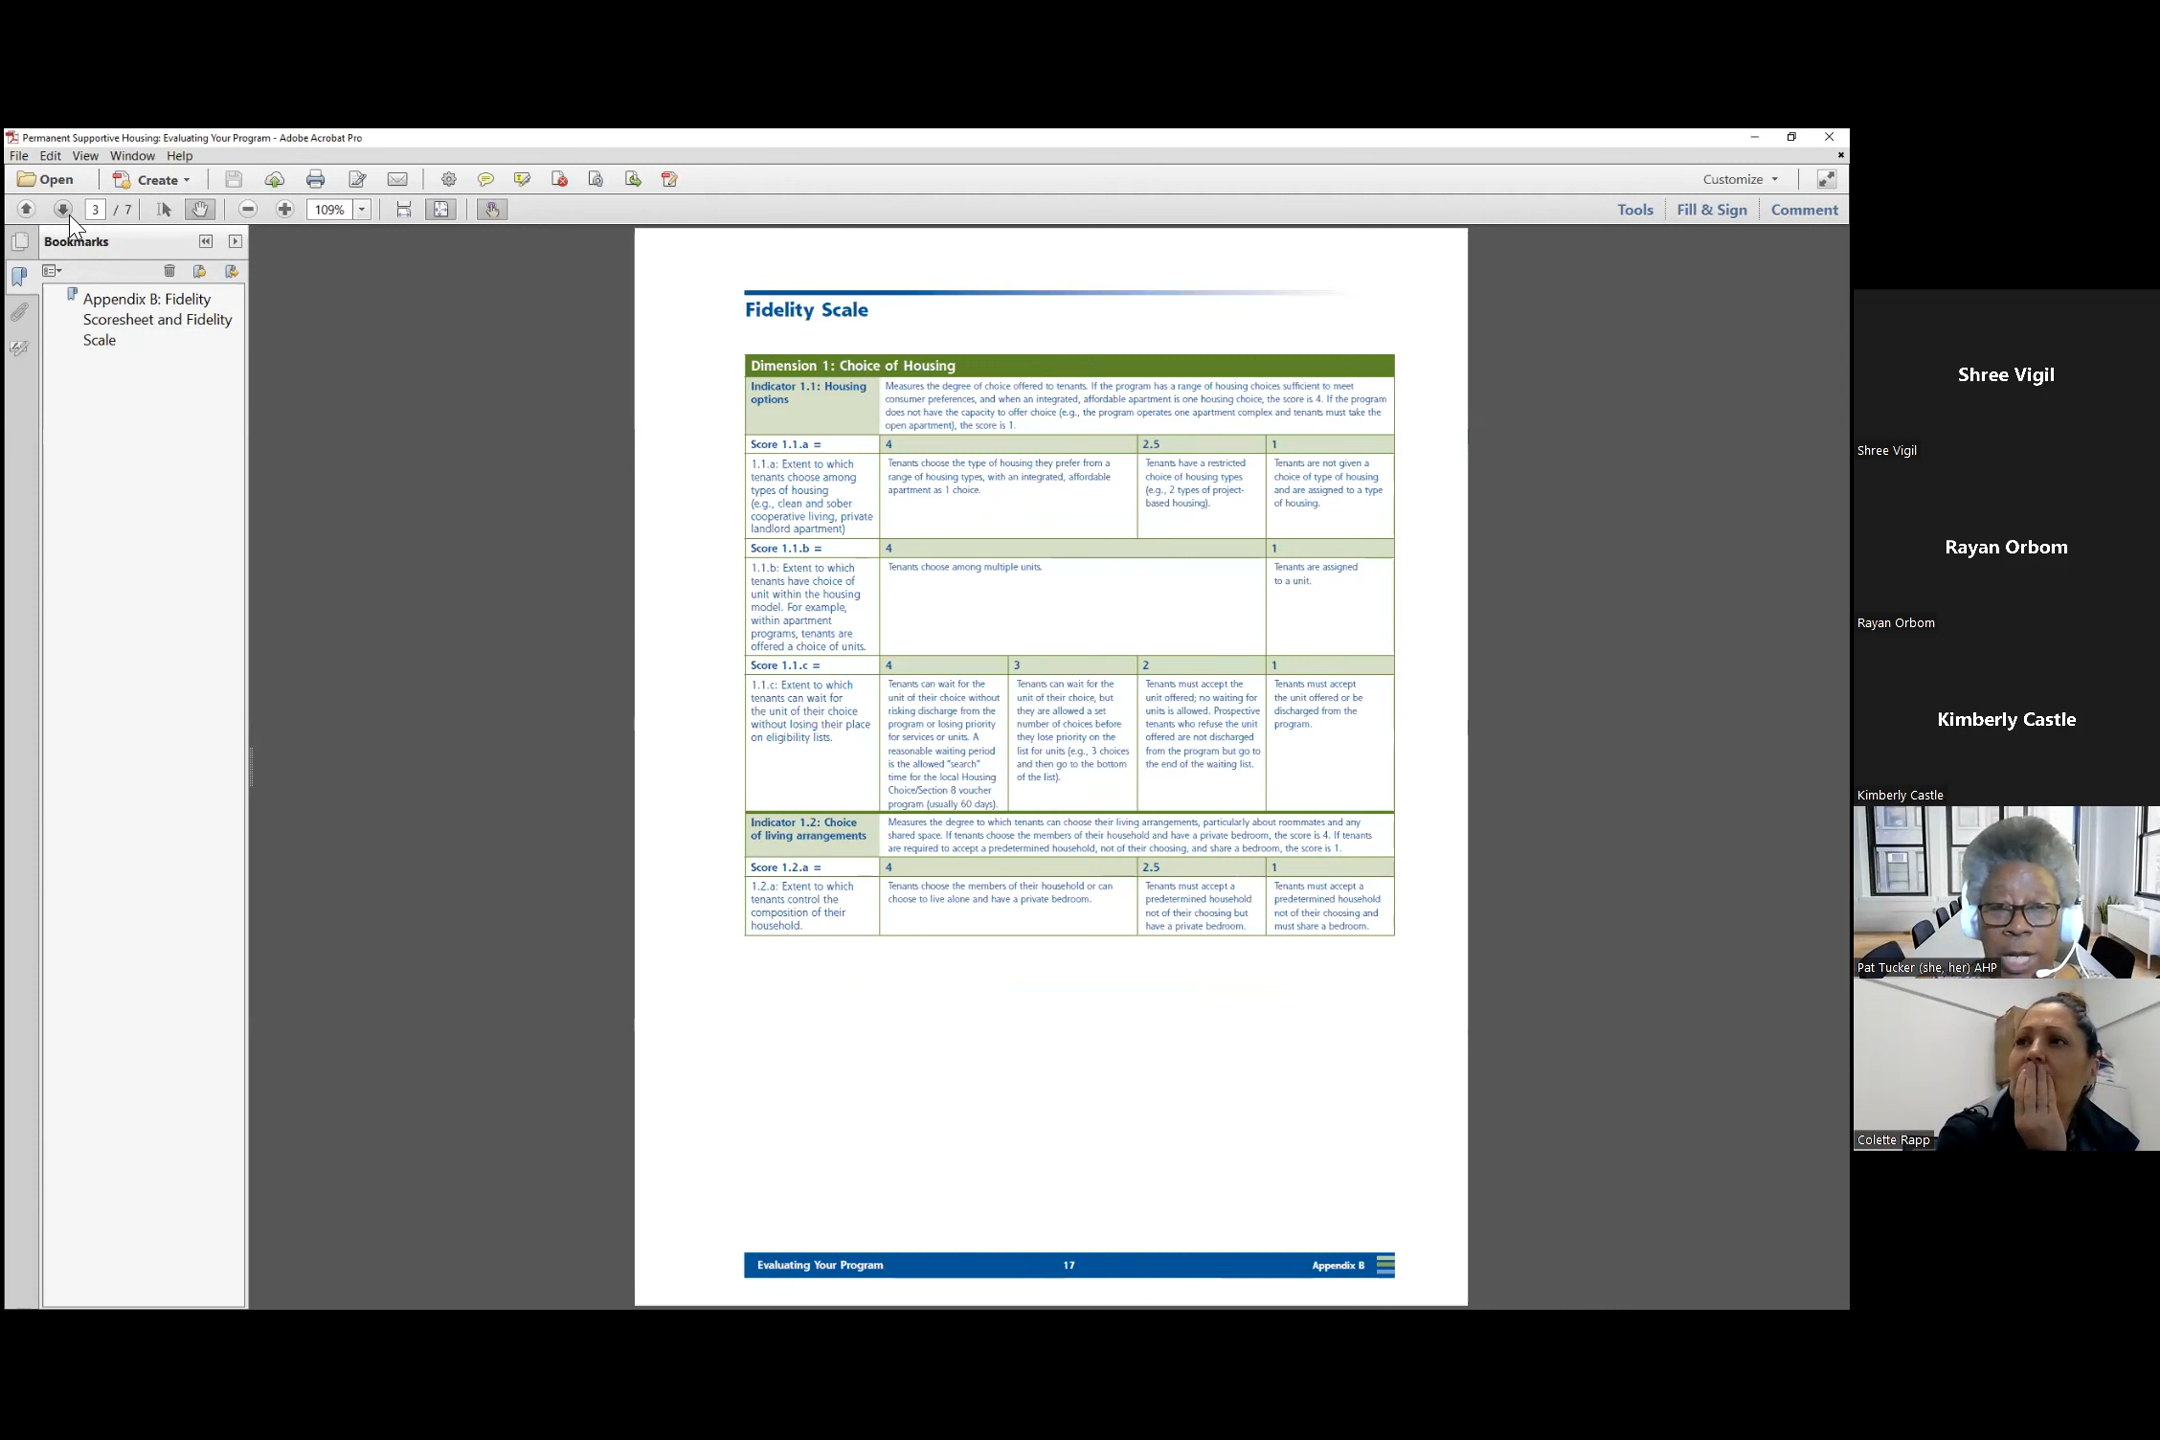 Permanent Supportive Housing: Evaluating Your Program - Adobe Acrobat Pro
File Edit View Window Help
Open Create Customize
3 / 7 109% Tools Fill & Sign Comment
Bookmarks
Appendix B: Fidelity
Scoresheet and Fidelity
Scale
Fidelity Scale
Dimension 1: Choice of Housing
Indicator 1.1: Housing
options
Measures the degree of choice offered to tenants. If the program has a range of housing choices sufficient to meet
consumer preferences, and when an integrated, affordable apartment is one housing choice, the score is 4. If the program
does not have the capacity to offer choice (e.g., the program operates one apartment complex and tenants must take the
open apartment), the score is 1.
Score 1.1.a = 4 2.5 1
1.1.a: Extent to which
tenants choose among
types of housing
(e.g., clean and sober
cooperative living, private
landlord apartment)
Tenants choose the type of housing they prefer from a
range of housing types, with an integrated, affordable
apartment as 1 choice.
Tenants have a restricted
choice of housing types
(e.g., 2 types of project-
based housing).
Tenants are not given a
choice of type of housing
and are assigned to a type
of housing.
Score 1.1.b = 4 1
1.1.b: Extent to which
tenants have choice of
unit within the housing
model. For example,
within apartment
programs, tenants are
offered a choice of units.
Tenants choose among multiple units.
Tenants are assigned
to a unit.
Score 1.1.c = 4 3 2 1
1.1.c: Extent to which
tenants can wait for
the unit of their choice
without losing their place
on eligibility lists.
Tenants can wait for the
unit of their choice without
risking discharge from the
program or losing priority
for services or units. A
reasonable waiting period
is the allowed "search"
time for the local Housing
Choice/Section 8 voucher
program (usually 60 days).
Tenants can wait for the
unit of their choice, but
they are allowed a set
number of choices before
they lose priority on the
list for units (e.g., 3 choices
and then go to the bottom
of the list).
Tenants must accept the
unit offered; no waiting for
units is allowed. Prospective
tenants who refuse the unit
offered are not discharged
from the program but go to
the end of the waiting list.
Tenants must accept
the unit offered or be
discharged from the
program.
Indicator 1.2: Choice
of living arrangements
Measures the degree to which tenants can choose their living arrangements, particularly about roommates and any
shared space. If tenants choose the members of their household and have a private bedroom, the score is 4. If tenants
are required to accept a predetermined household, not of their choosing, and share a bedroom, the score is 1.
Score 1.2.a = 4 2.5 1
1.2.a: Extent to which
tenants control the
composition of their
household.
Tenants choose the members of their household or can
choose to live alone and have a private bedroom.
Tenants must accept a
predetermined household
not of their choosing but
have a private bedroom.
Tenants must accept a
predetermined household
not of their choosing and
must share a bedroom.
Evaluating Your Program 17 Appendix B
Shree Vigil
Shree Vigil
Rayan Orbom
Rayan Orbom
Kimberly Castle
Kimberly Castle
Pat Tucker (she, her) AHP
Colette Rapp